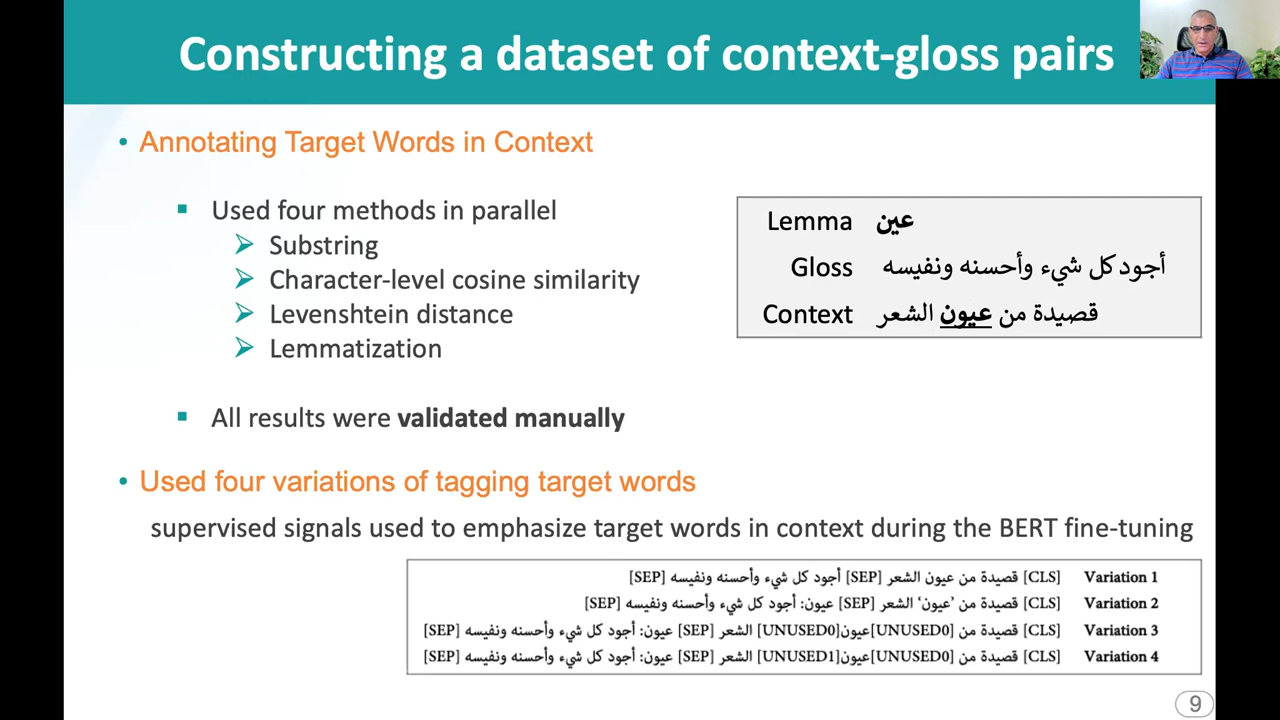 Constructing a dataset of context-gloss pairs
• Annotating Target Words in Context
▪ Used four methods in parallel
➢ Substring
➢ Character-level cosine similarity
➢ Levenshtein distance
➢ Lemmatization
▪ All results were validated manually
Lemma عين
Gloss أجود كل شيء وأحسنه ونفيسه
Context قصيدة من عيون الشعر
• Used four variations of tagging target words
supervised signals used to emphasize target words in context during the BERT fine-tuning
Variation 1 [CLS] قصيدة من عيون الشعر [SEP] أجود كل شيء وأحسنه ونفيسه [SEP]
Variation 2 [CLS] قصيدة من ’عيون‘ الشعر [SEP] عيون: أجود كل شيء وأحسنه ونفيسه [SEP]
Variation 3 [CLS] قصيدة من [UNUSED0]عيون[UNUSED0] الشعر [SEP] عيون: أجود كل شيء وأحسنه ونفيسه [SEP]
Variation 4 [CLS] قصيدة من [UNUSED0]عيون[UNUSED1] الشعر [SEP] عيون: أجود كل شيء وأحسنه ونفيسه [SEP]
9